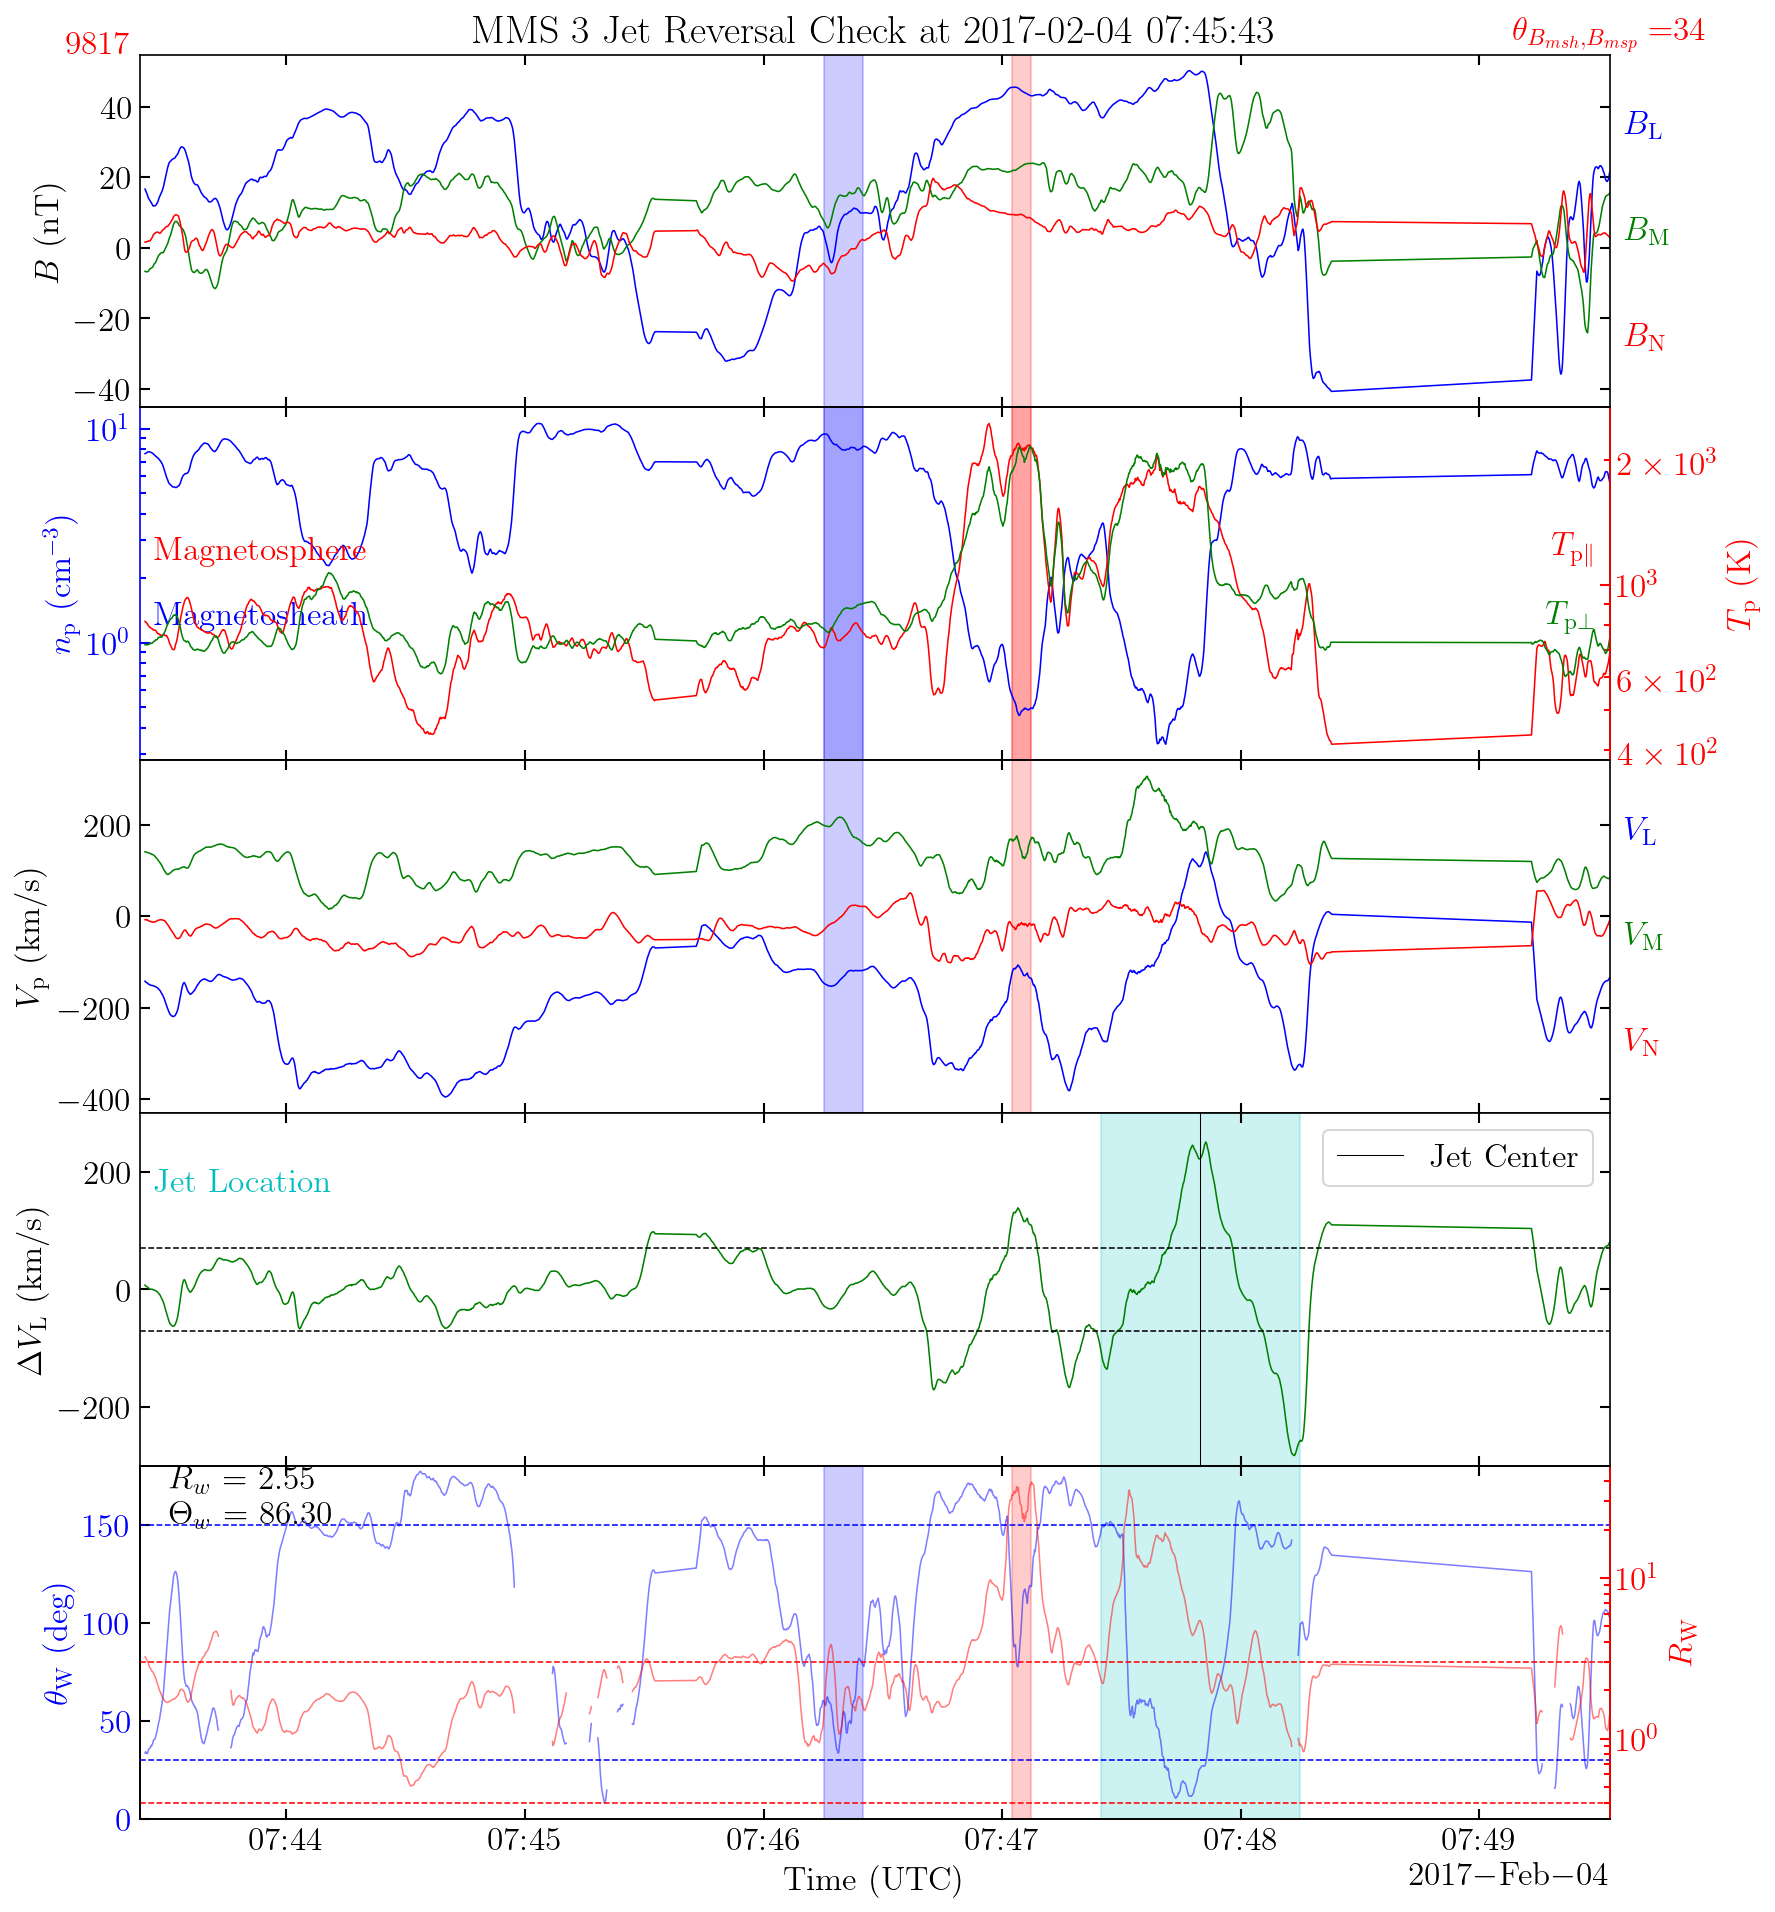 MMS 3 Jet Reversal Check at 2017-02-04 07:45:43
9817
θ_{B_{msh},B_{msp}} =34
40
20
0
−20
−40
B (nT)
B_L
B_M
B_N
10^1
10^0
n_p (cm^{−3})
Magnetosphere
Magnetosheath
T_{p∥}
T_{p⊥}
2 × 10^3
10^3
6 × 10^2
4 × 10^2
T_p (K)
200
0
−200
−400
V_p (km/s)
V_L
V_M
V_N
200
0
−200
ΔV_L (km/s)
Jet Location
Jet Center
R_w = 2.55
Θ_w = 86.30
150
100
50
0
θ_W (deg)
10^1
10^0
R_W
07:44 07:45 07:46 07:47 07:48 07:49
Time (UTC)
2017−Feb−04